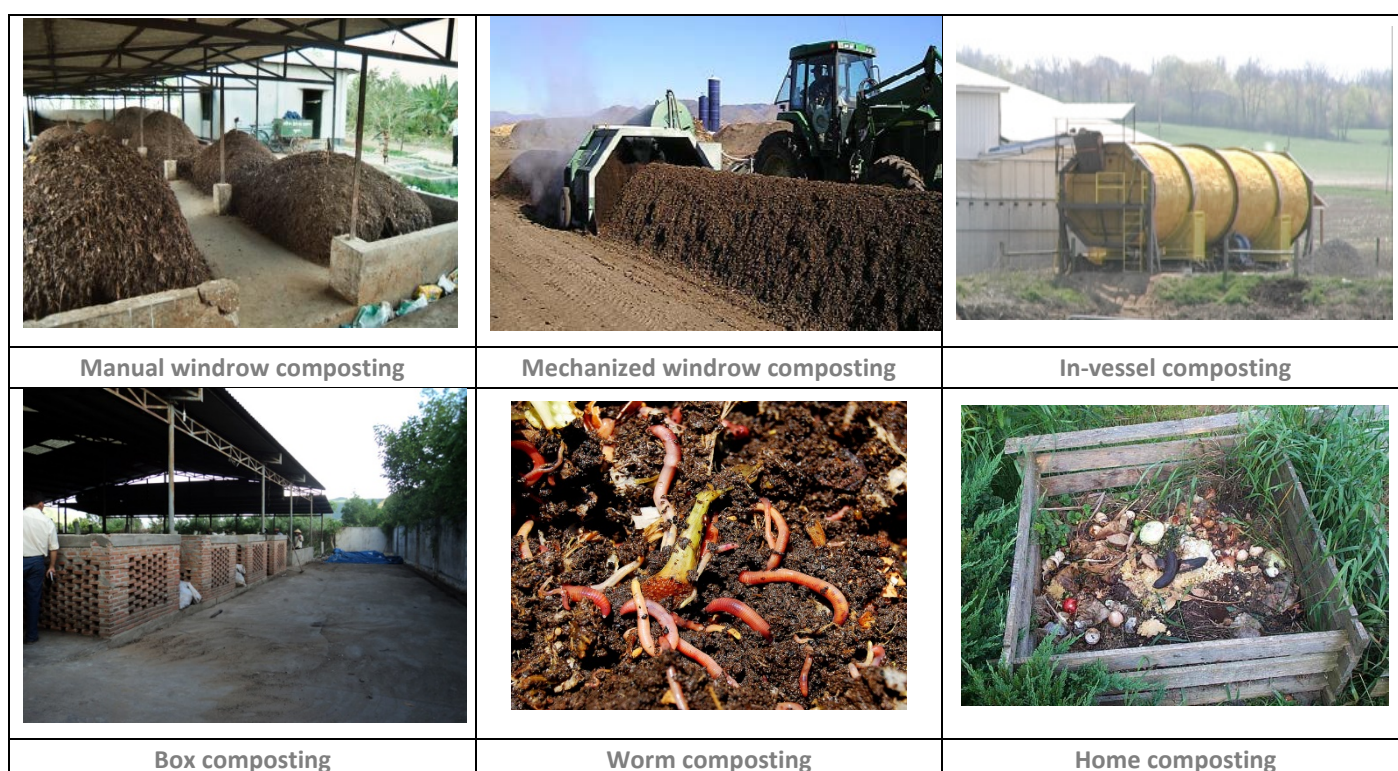 Manual windrow composting
Mechanized windrow composting
In-vessel composting
Box composting
Worm composting
Home composting